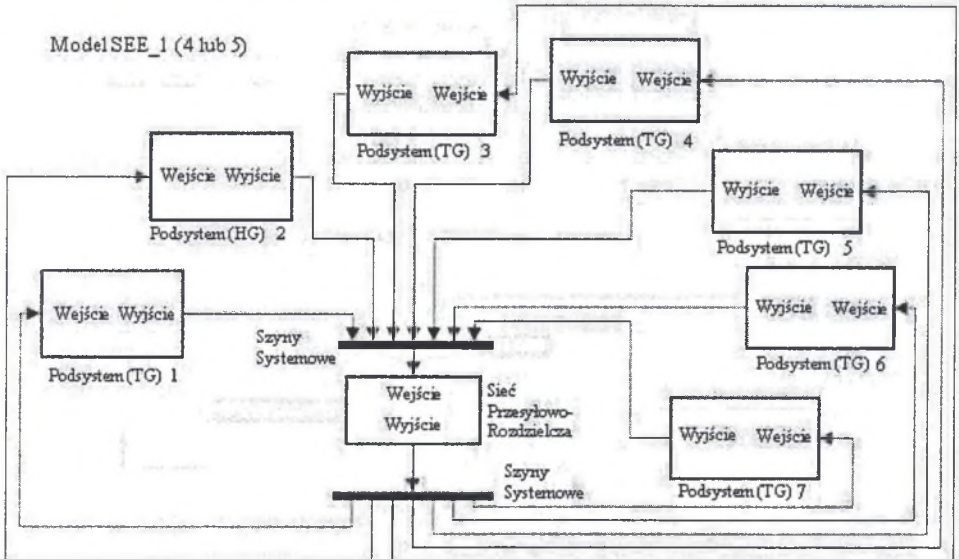 Model SEE_1 (4 lub 5)
Wyjście Wejście
Podsystem (TG) 3
Wyjście Wejście
Podsystem (TG) 4
Wejście Wyjście
Podsystem (HG) 2
Wyjście Wejście
Podsystem (TG) 5
Wejście Wyjście
Podsystem (TG) 1
Wyjście Wejście
Podsystem (TG) 6
Szyny
Systemowe
Wejście
Wyjście
Sieć
Przesyłowo-
Rozdzielcza
Wyjście Wejście
Podsystem (TG) 7
Szyny
Systemowe